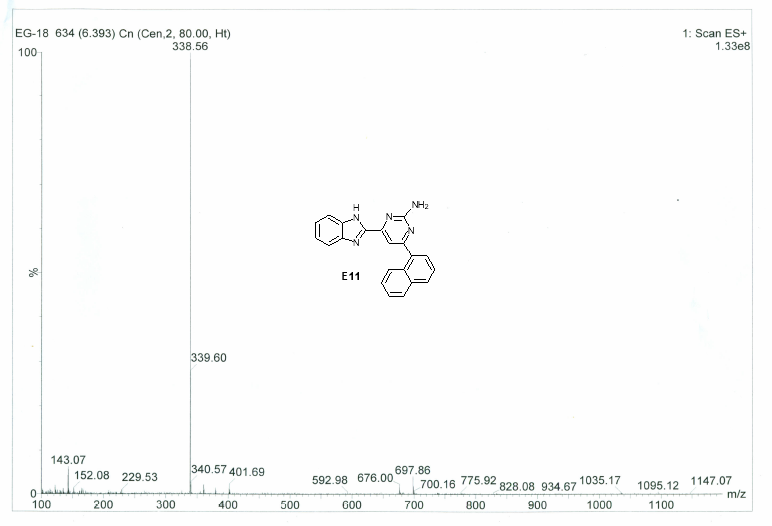 EG-18 634 (6.393) Cn (Cen,2, 80.00, Ht)
1: Scan ES+
1.33e8
338.56
100
%
0
339.60
340.57
401.69
143.07
152.08
229.53
592.98
676.00
697.86
700.16
775.92
828.08
934.67
1035.17
1095.12
1147.07
H
N
N
N
NH2
N
E11
100
200
300
400
500
600
700
800
900
1000
1100
m/z